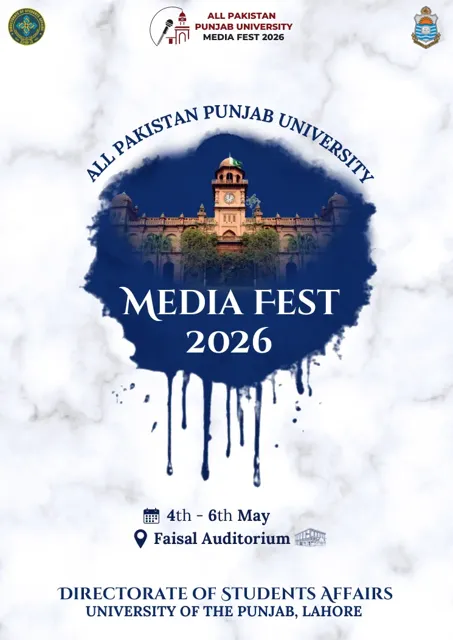 ALL PAKISTAN
PUNJAB UNIVERSITY
MEDIA FEST 2026
ALL PAKISTAN PUNJAB UNIVERSITY
MEDIA FEST
2026
4th - 6th May
Faisal Auditorium
DIRECTORATE OF STUDENTS AFFAIRS
UNIVERSITY OF THE PUNJAB, LAHORE